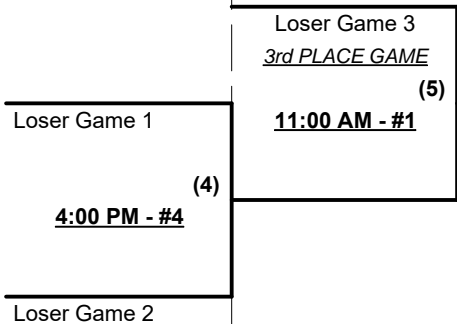 Loser Game 3
3rd PLACE GAME
(5)
11:00 AM - #1
Loser Game 1
(4)
4:00 PM - #4
Loser Game 2